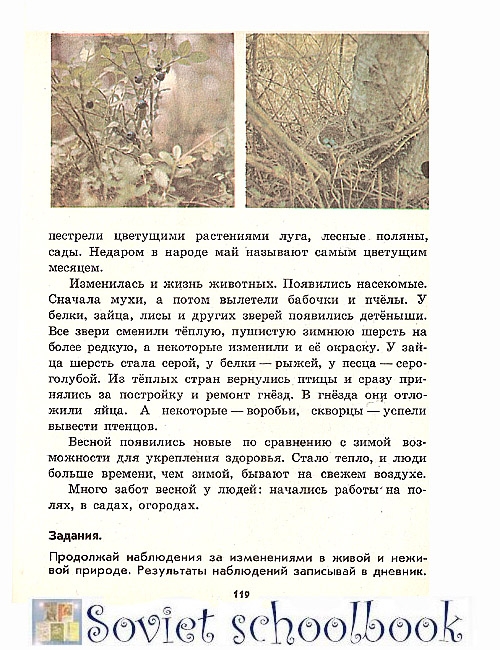 пестрели цветущими растениями луга, лесные поляны,
сады. Недаром в народе май называют самым цветущим
месяцем.
Изменилась и жизнь животных. Появились насекомые.
Сначала мухи, а потом вылетели бабочки и пчёлы. У
белки, зайца, лисы и других зверей появились детёныши.
Все звери сменили тёплую, пушистую зимнюю шерсть на
более редкую, а некоторые изменили и её окраску. У зай-
ца шерсть стала серой, у белки — рыжей, у песца — серо-
голубой. Из тёплых стран вернулись птицы и сразу при-
нялись за постройку и ремонт гнёзд. В гнёзда они отло-
жили яйца. А некоторые — воробьи, скворцы — успели
вывести птенцов.
Весной появились новые по сравнению с зимой воз-
можности для укрепления здоровья. Стало тепло, и люди
больше времени, чем зимой, бывают на свежем воздухе.
Много забот весной у людей: начались работы на по-
лях, в садах, огородах.
Задания.
Продолжай наблюдения за изменениями в живой и нежи-
вой природе. Результаты наблюдений записывай в дневник.
119
Soviet schoolbook